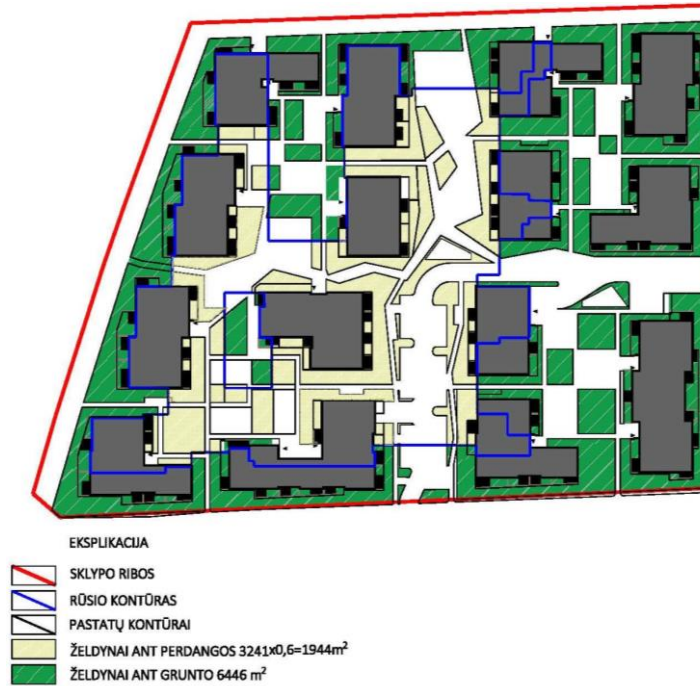 EKSPLIKACIJA
SKLYPO RIBOS
RŪSIO KONTŪRAS
PASTATŲ KONTŪRAI
ŽELDYNAI ANT PERDANGOS 3241x0,6=1944m²
ŽELDYNAI ANT GRUNTO 6446 m²